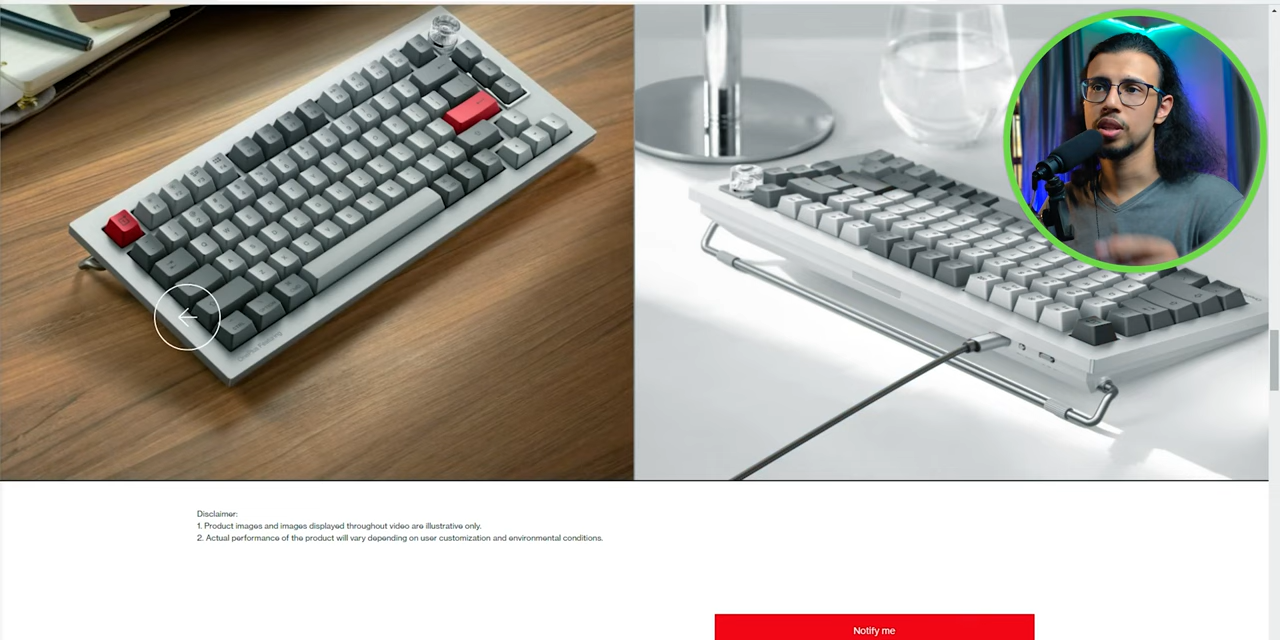 Disclaimer:
1. Product images and images displayed throughout video are illustrative only.
2. Actual performance of the product will vary depending on user customization and environmental conditions.
Notify me